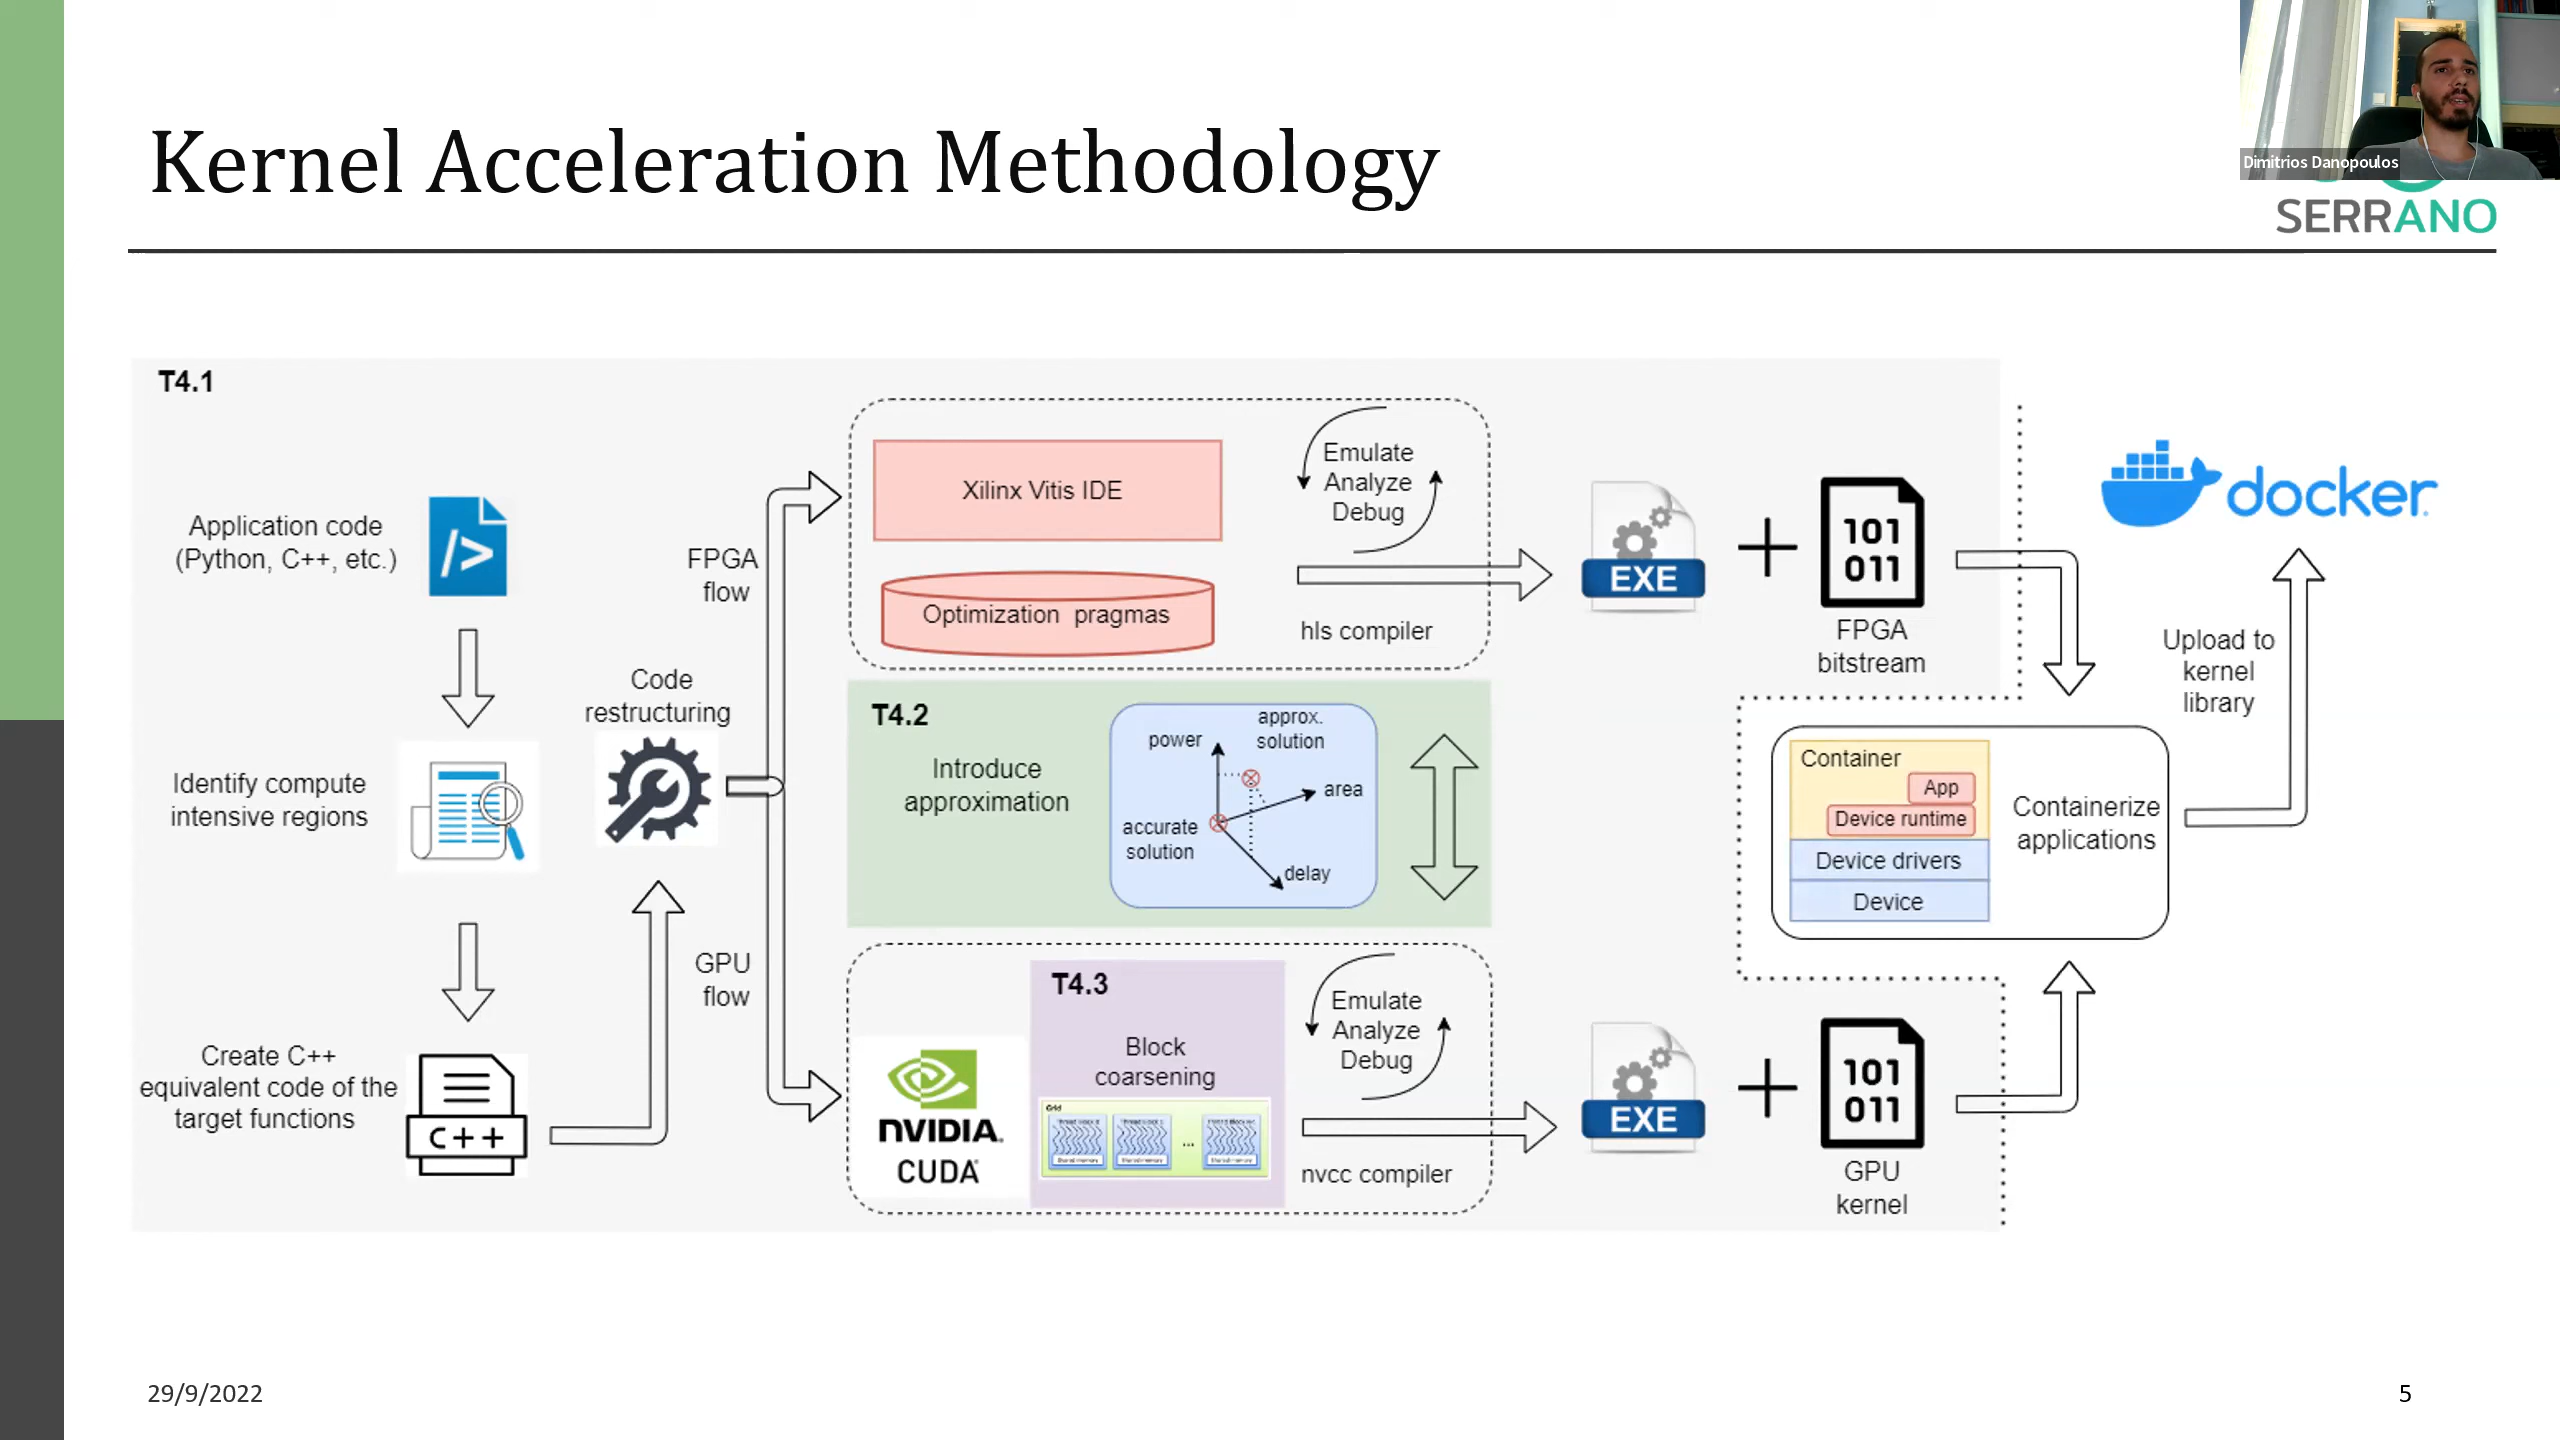 Kernel Acceleration Methodology
Dimitrios Danopoulos
SERRANO
T4.1
Application code
(Python, C++, etc.)
Identify compute
intensive regions
Create C++
equivalent code of the
target functions
C++
Code
restructuring
FPGA
flow
GPU
flow
Xilinx Vitis IDE
Optimization pragmas
Emulate
Analyze
Debug
hls compiler
EXE
101
011
FPGA
bitstream
T4.2
Introduce
approximation
power
approx.
solution
area
accurate
solution
delay
NVIDIA.
CUDA
T4.3
Block
coarsening
Grid
Emulate
Analyze
Debug
nvcc compiler
EXE
101
011
GPU
kernel
Container
App
Device runtime
Device drivers
Device
Containerize
applications
Upload to
kernel
library
docker
29/9/2022
5